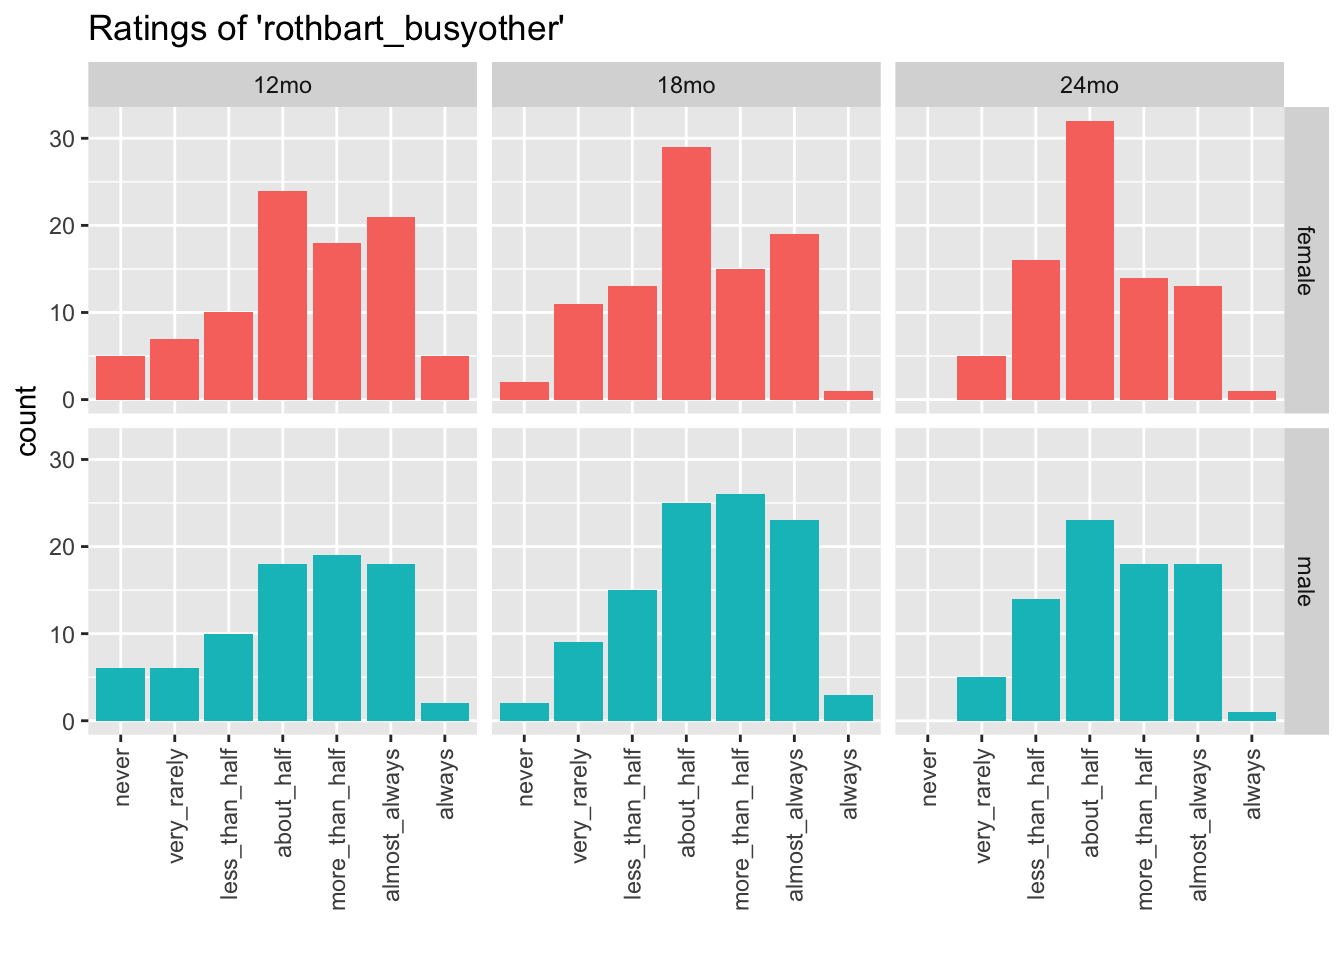 Ratings of 'rothbart_busyother'
12mo
18mo
24mo
30
20
10
0
female
count
30
20
10
0
male
never
very_rarely
less_than_half
about_half
more_than_half
almost_always
always
never
very_rarely
less_than_half
about_half
more_than_half
almost_always
always
never
very_rarely
less_than_half
about_half
more_than_half
almost_always
always